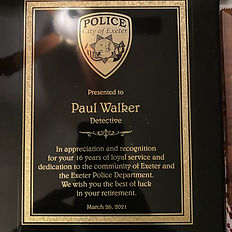 POLICE
City of Exeter
Presented to
Paul Walker
Detective
In appreciation and recognition
for your 16 years of loyal service and
dedication to the community of Exeter and
the Exeter Police Department.
We wish you the best of luck
in your retirement.
March 26, 2021